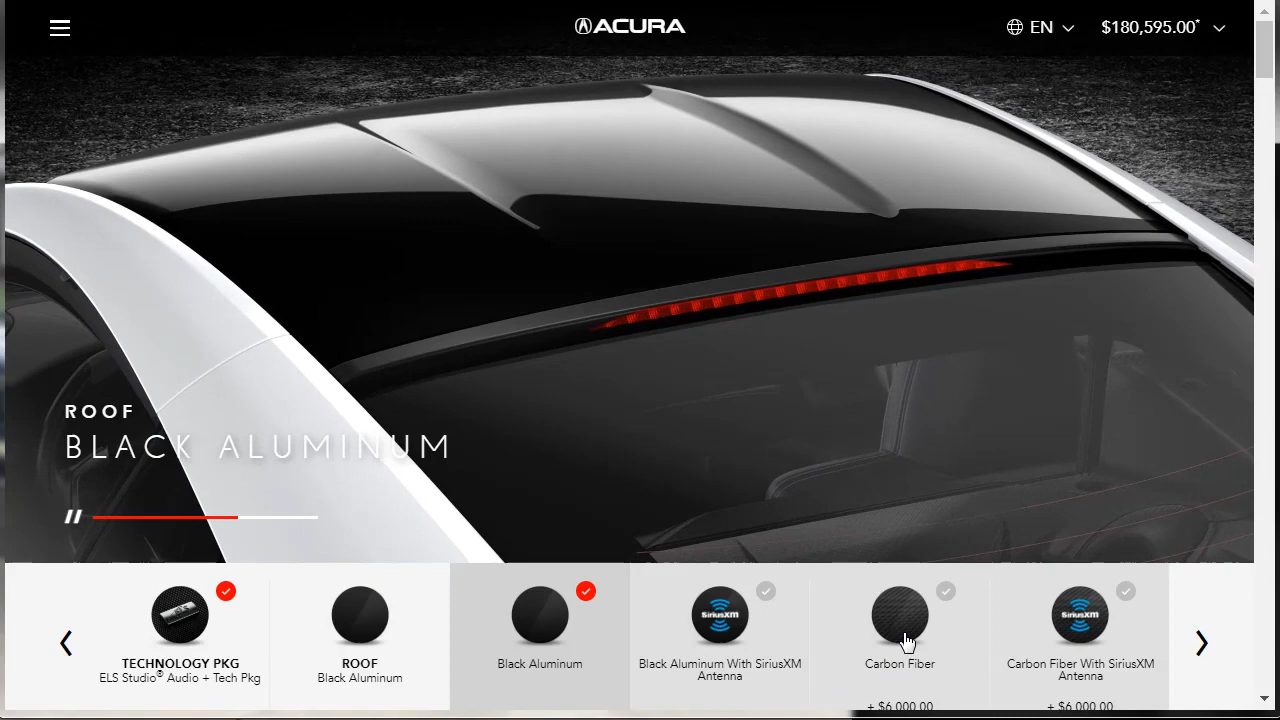 ACURA
EN
$180,595.00*
ROOF
BLACK ALUMINUM
TECHNOLOGY PKG
ELS Studio® Audio + Tech Pkg
ROOF
Black Aluminum
Black Aluminum
SiriusXM
Black Aluminum With SiriusXM
Antenna
Carbon Fiber
+ $6,000.00
SiriusXM
Carbon Fiber With SiriusXM
Antenna
+ $6,000.00